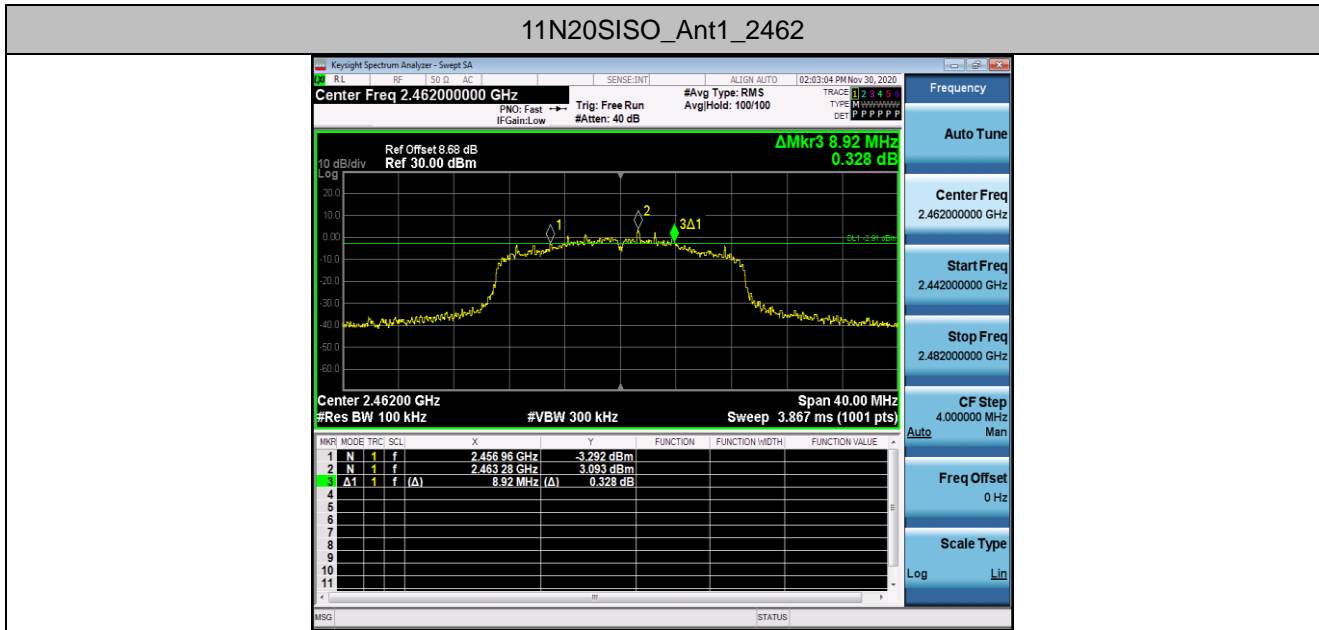 11N20SISO_Ant1_2462
Keysight Spectrum Analyzer - Swept SA
RL RF 50 Ω AC SENSE:INT ALIGN AUTO 02:03:04 PM Nov 30, 2020
Center Freq 2.462000000 GHz
PNO: Fast
IFGain:Low
Trig: Free Run
#Atten: 40 dB
#Avg Type: RMS
Avg|Hold: 100/100
TRACE 1 2 3 4 5 6
TYPE M WWWWW
DET P P P P P P
Ref Offset 8.68 dB
10 dB/div Ref 30.00 dBm
Log
ΔMkr3 8.92 MHz
0.328 dB
20.0
10.0
0.00
-10.0
-20.0
-30.0
-40.0
-50.0
-60.0
1
2
3Δ1
DL1 -2.91 dBm
Center 2.46200 GHz Span 40.00 MHz
#Res BW 100 kHz #VBW 300 kHz Sweep 3.867 ms (1001 pts)
MKR MODE TRC SCL X Y FUNCTION FUNCTION WIDTH FUNCTION VALUE
1 N 1 f 2.456 96 GHz -3.292 dBm
2 N 1 f 2.463 28 GHz 3.093 dBm
3 Δ1 1 f (Δ) 8.92 MHz (Δ) 0.328 dB
4
5
6
7
8
9
10
11
MSG STATUS
Frequency
Auto Tune
Center Freq
2.462000000 GHz
Start Freq
2.442000000 GHz
Stop Freq
2.482000000 GHz
CF Step
4.000000 MHz
Auto Man
Freq Offset
0 Hz
Scale Type
Log Lin